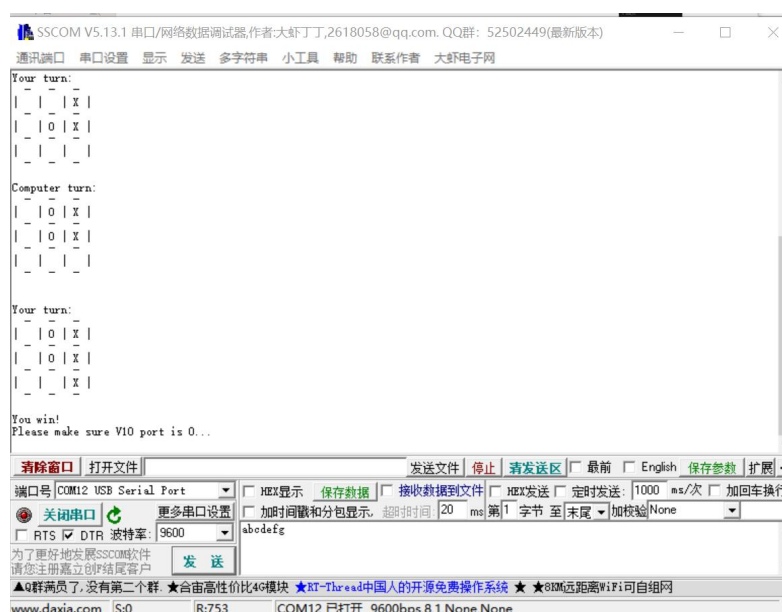 SSCOM V5.13.1 串口/网络数据调试器,作者:大虾丁丁,2618058@qq.com. QQ群: 52502449(最新版本)
通讯端口 串口设置 显示 发送 多字符串 小工具 帮助 联系作者 大虾电子网
Your turn:
_ _ _
| | | X |
_ _ _
| | O | X |
_ _ _
| | | |
_ _ _
Computer turn:
_ _ _
| | O | X |
_ _ _
| | O | X |
_ _ _
| | | |
_ _ _
Your turn:
_ _ _
| | O | X |
_ _ _
| | O | X |
_ _ _
| | | X |
_ _ _
You win!
Please make sure V10 port is 0...
清除窗口 打开文件 发送文件 停止 清发送区 最前 English 保存参数 扩展
端口号 COM12 USB Serial Port HEX显示 保存数据 接收数据到文件 HEX发送 定时发送: 1000 ms/次 加回车换行
关闭串口 更多串口设置 加时间戳和分包显示, 超时时间: 20 ms 第1 字节 至 末尾 加校验 None
RTS DTR 波特率: 9600 abcdefg
为了更好地发展SSCOM软件
请您注册嘉立创F结尾客户 发 送
▲Q群满员了,没有第二个群. ★合宙高性价比4G模块 ★RT-Thread中国人的开源免费操作系统 ★ ★8KM远距离WiFi可自组网
www.daxia.com S:0 R:753 COM12 已打开 9600bps,8,1,None,None